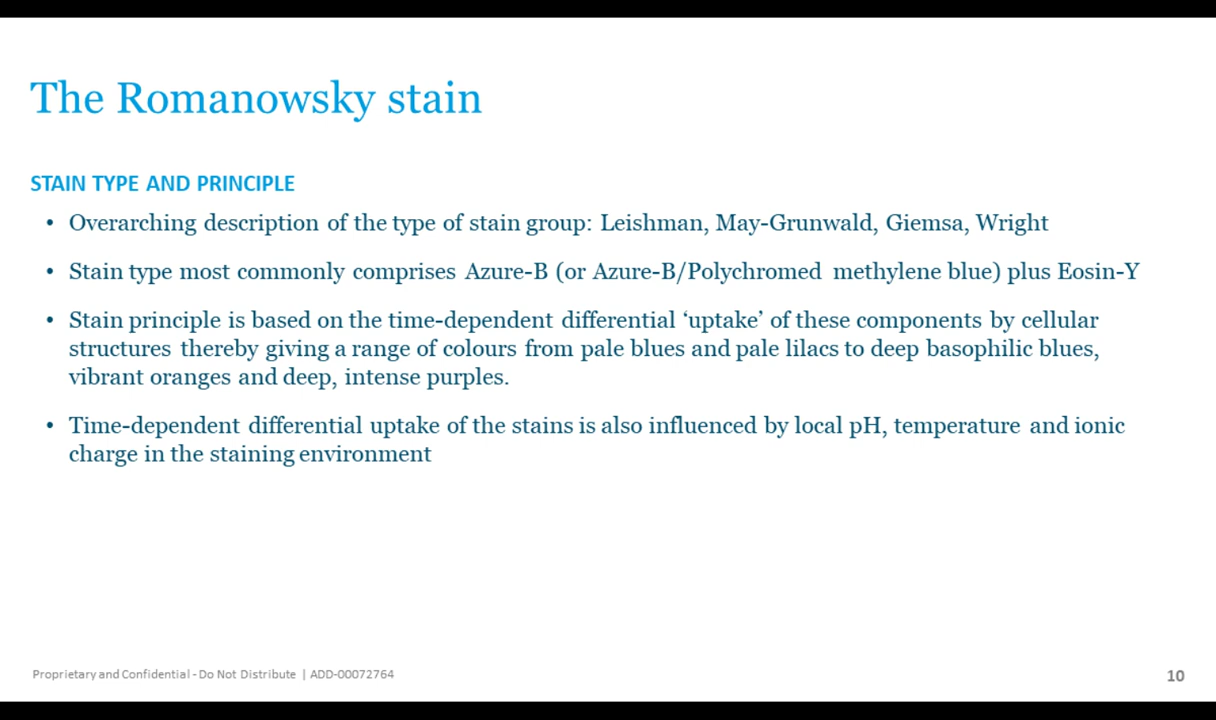 The Romanowsky stain
STAIN TYPE AND PRINCIPLE
• Overarching description of the type of stain group: Leishman, May-Grunwald, Giemsa, Wright
• Stain type most commonly comprises Azure-B (or Azure-B/Polychromed methylene blue) plus Eosin-Y
• Stain principle is based on the time-dependent differential ‘uptake’ of these components by cellular
structures thereby giving a range of colours from pale blues and pale lilacs to deep basophilic blues,
vibrant oranges and deep, intense purples.
• Time-dependent differential uptake of the stains is also influenced by local pH, temperature and ionic
charge in the staining environment
Proprietary and Confidential - Do Not Distribute | ADD-00072764
10